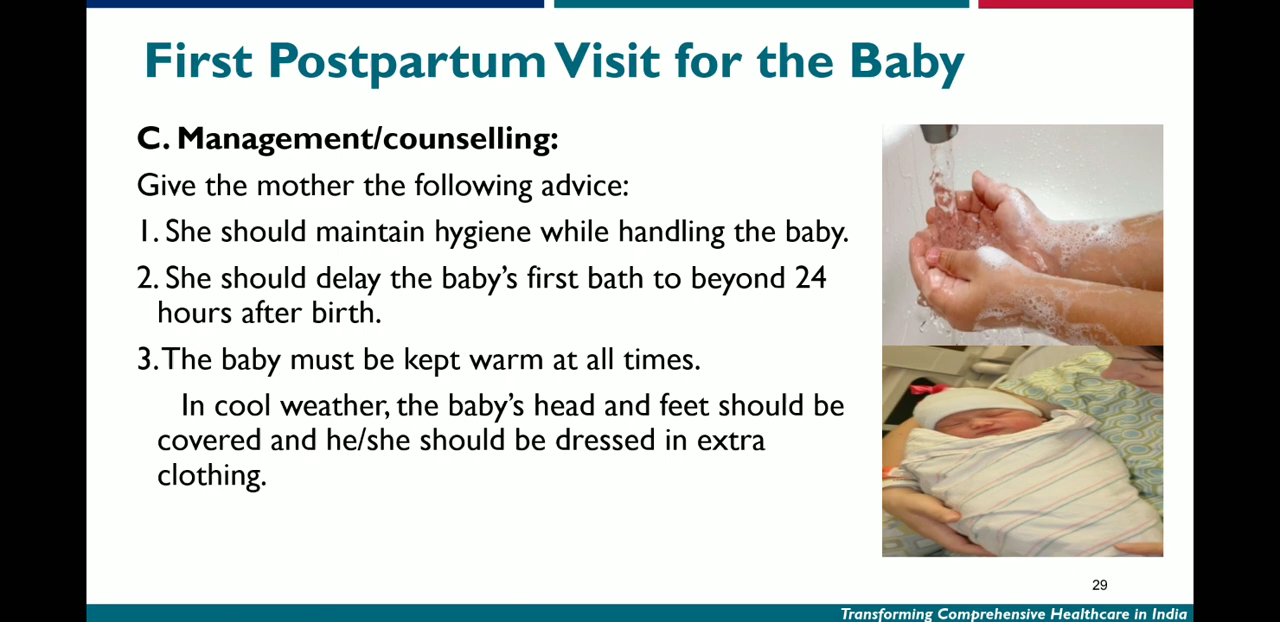 First Postpartum Visit for the Baby
C. Management/counselling:
Give the mother the following advice:
1. She should maintain hygiene while handling the baby.
2. She should delay the baby’s first bath to beyond 24
hours after birth.
3. The baby must be kept warm at all times.
In cool weather, the baby’s head and feet should be
covered and he/she should be dressed in extra
clothing.
29
Transforming Comprehensive Healthcare in India